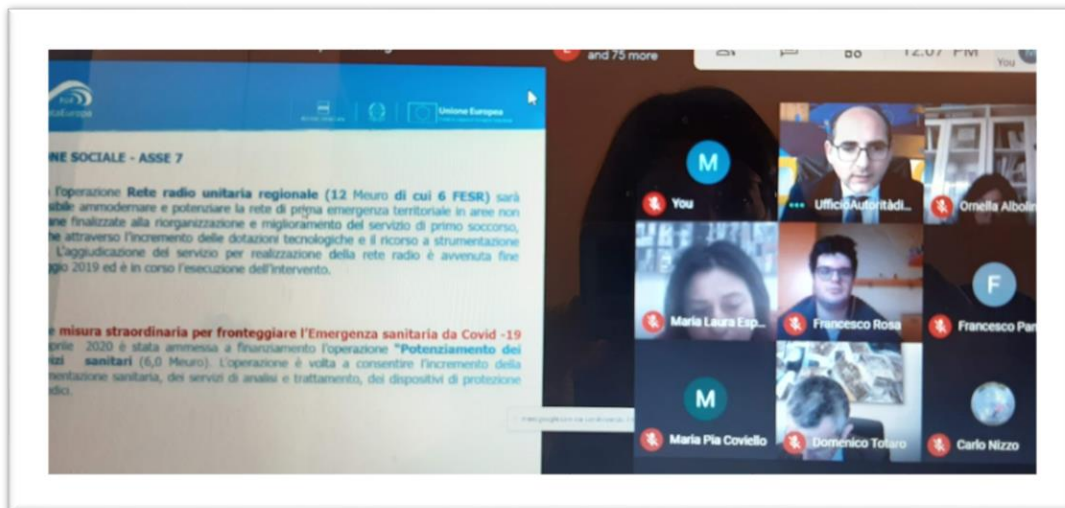 and 75 more
12:07 PM
You
Unione Europea
NE SOCIALE - ASSE 7
l'operazione Rete radio unitaria regionale (12 Meuro di cui 6 FESR) sarà
ammodernare e potenziare la rete di prima emergenza territoriale in aree non
finalizzate alla riorganizzazione e miglioramento del servizio di primo soccorso,
attraverso l'incremento delle dotazioni tecnologiche e il ricorso a strumentazione
L'aggiudicazione del servizio per realizzazione della rete radio è avvenuta fine
2019 ed è in corso l'esecuzione dell'intervento.
misura straordinaria per fronteggiare l'Emergenza sanitaria da Covid -19
2020 è stata ammessa a finanziamento l'operazione "Potenziamento dei
sanitari (6,0 Meuro). L'operazione è volta a consentire l'incremento della
sanitaria, dei servizi di analisi e trattamento, dei dispositivi di protezione
M
You
UfficioAutoritàdi...
Ornella Albolin
Maria Laura Esp...
Francesco Rosa
F
Francesco Pan
M
Maria Pia Coviello
Domenico Totaro
Carlo Nizzo